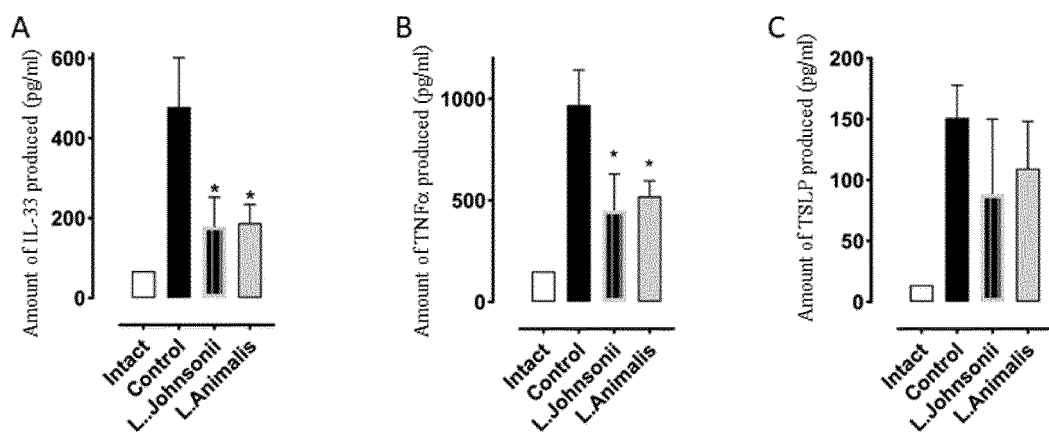 A
Amount of IL-33 produced (pg/ml)
600
400
200
0
*
*
Intact
Control
L..Johnsonii
L.Animalis
B
Amount of TNFα produced (pg/ml)
1000
500
0
*
*
Intact
Control
L.Johnsonii
L.Animalis
C
Amount of TSLP produced (pg/ml)
200
150
100
50
0
Intact
Control
L.Johnsonii
L.Animalis